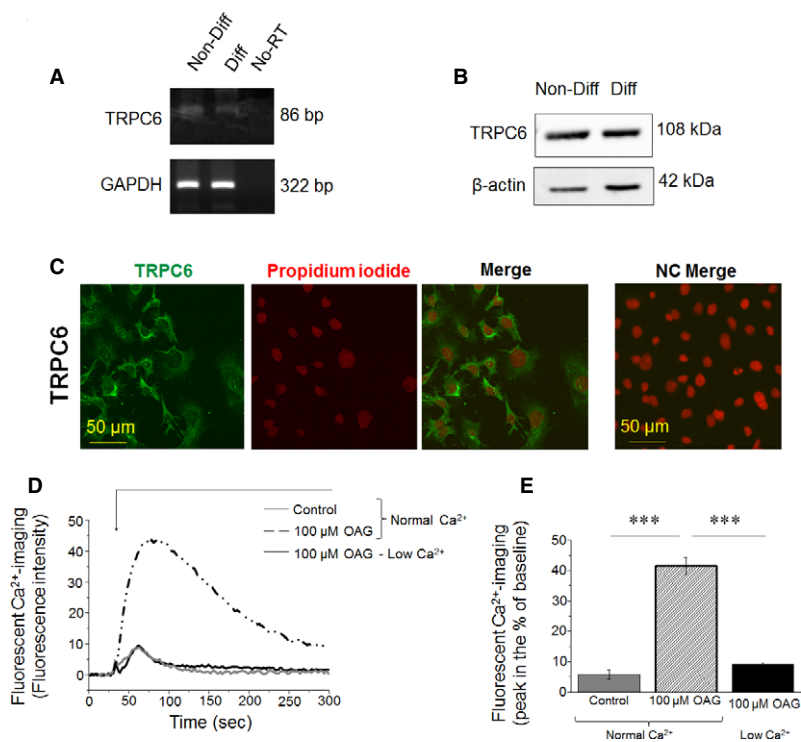 A
Non-Diff
Diff
No-RT
TRPC6
86 bp
GAPDH
322 bp
B
Non-Diff Diff
TRPC6
108 kDa
β-actin
42 kDa
C
TRPC6
Propidium iodide
Merge
NC Merge
TRPC6
50 μm
50 μm
D
Control
100 μM OAG
Normal Ca²⁺
100 μM OAG - Low Ca²⁺
Fluorescent Ca²⁺-imaging
(Fluorescence intensity)
50
40
30
20
10
0
0 50 100 150 200 250 300
Time (sec)
E
*** ***
Fluorescent Ca²⁺-imaging
(peak in the % of baseline)
50
40
30
20
10
0
Control 100 μM OAG 100 μM OAG
Normal Ca²⁺ Low Ca²⁺